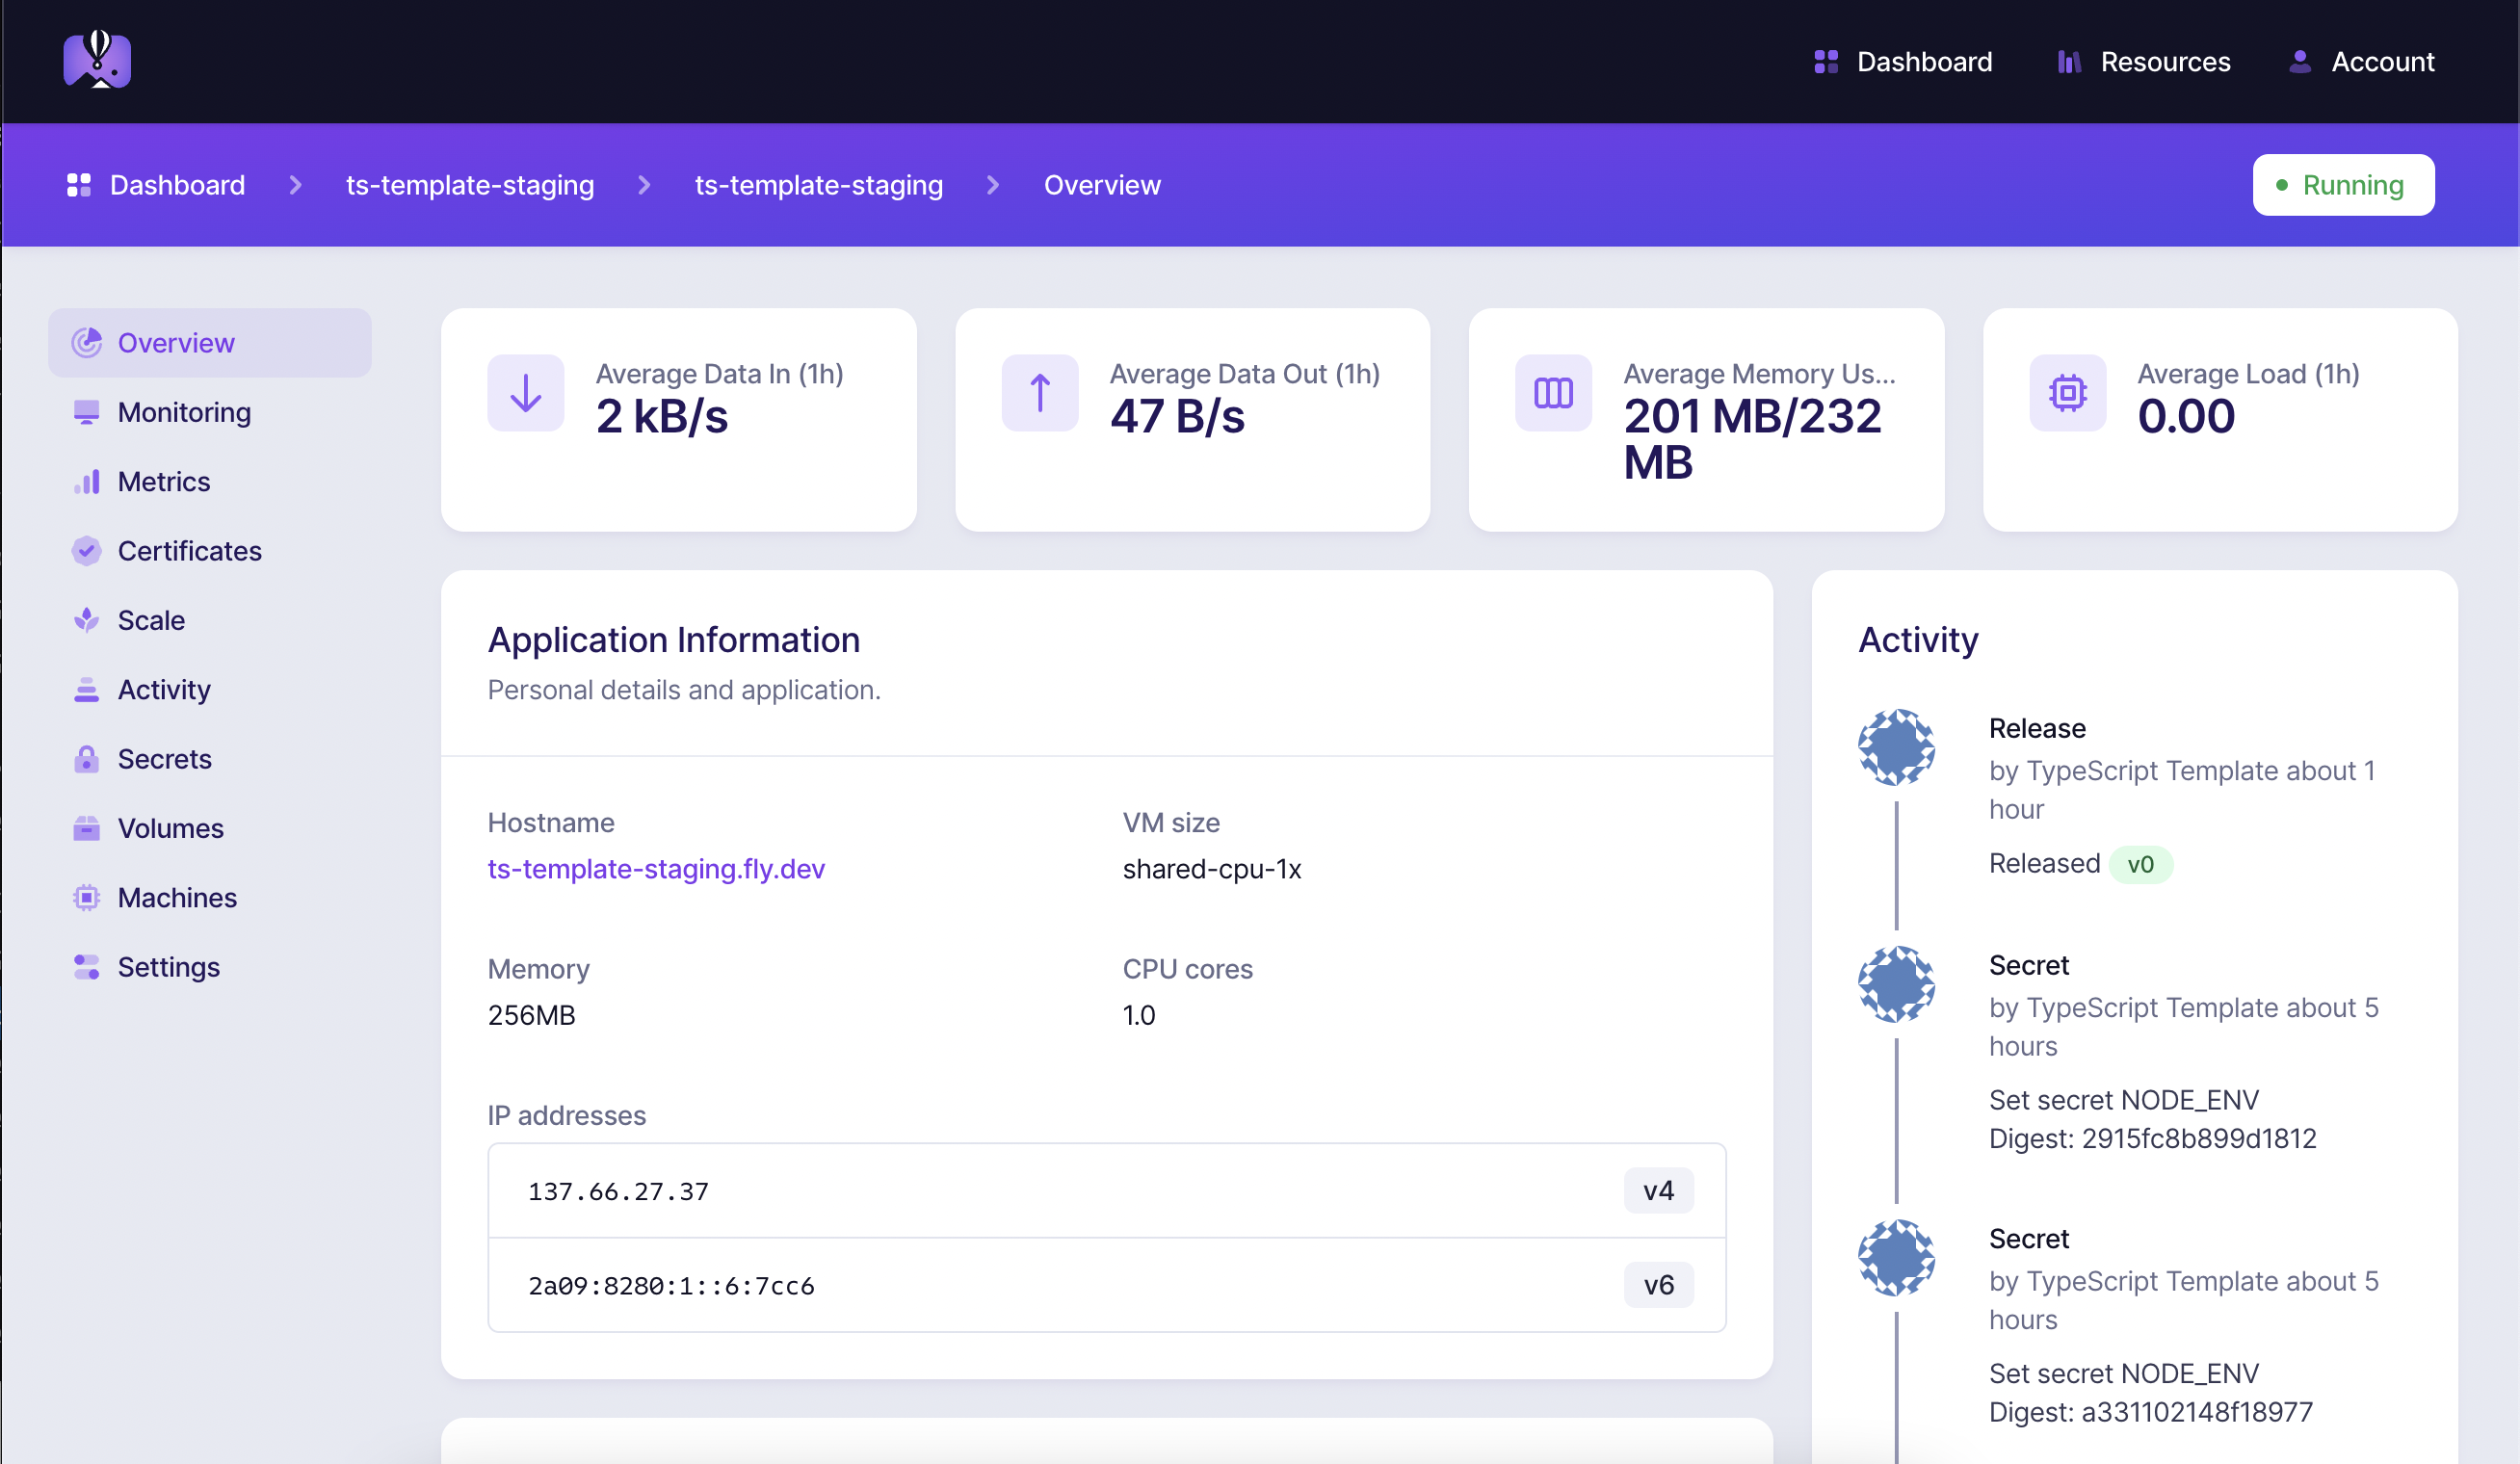 Dashboard
Resources
Account
Dashboard
ts-template-staging
ts-template-staging
Overview
Running
Overview
Monitoring
Metrics
Certificates
Scale
Activity
Secrets
Volumes
Machines
Settings
Average Data In (1h)
2 kB/s
Average Data Out (1h)
47 B/s
Average Memory Us...
201 MB/232
MB
Average Load (1h)
0.00
Application Information
Personal details and application.
Hostname
ts-template-staging.fly.dev
VM size
shared-cpu-1x
Memory
256MB
CPU cores
1.0
IP addresses
137.66.27.37
v4
2a09:8280:1::6:7cc6
v6
Activity
Release
by TypeScript Template about 1
hour
Released v0
Secret
by TypeScript Template about 5
hours
Set secret NODE_ENV
Digest: 2915fc8b899d1812
Secret
by TypeScript Template about 5
hours
Set secret NODE_ENV
Digest: a331102148f18977